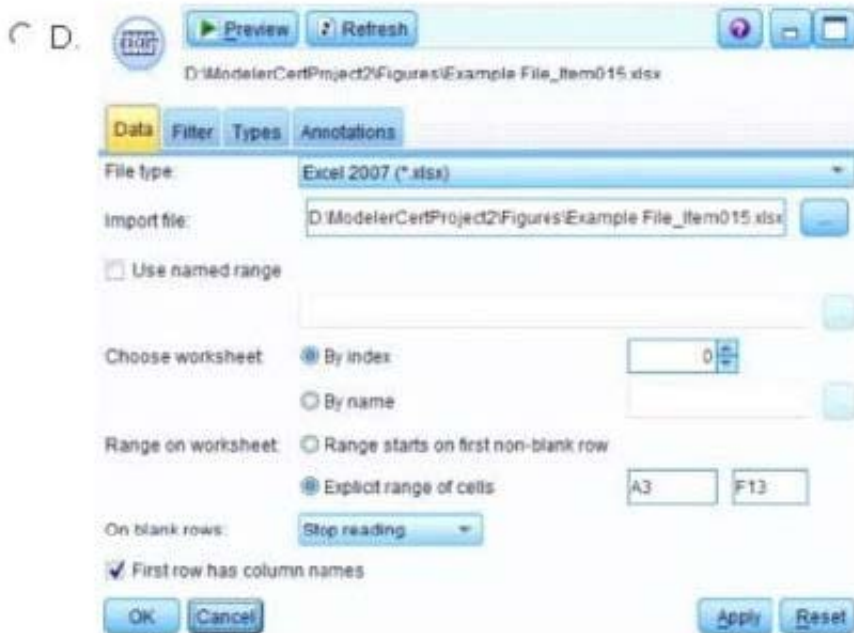 D.
EXCEL
Preview
Refresh
D:\ModelerCertProject2\Figures\Example File_Item015.xlsx
Data Filter Types Annotations
File type: Excel 2007 (*.xlsx)
Import file: D:\ModelerCertProject2\Figures\Example File_Item015.xlsx ...
Use named range
Choose worksheet By index 0
By name
Range on worksheet: Range starts on first non-blank row
Explicit range of cells A3 F13
On blank rows: Stop reading
First row has column names
OK Cancel Apply Reset